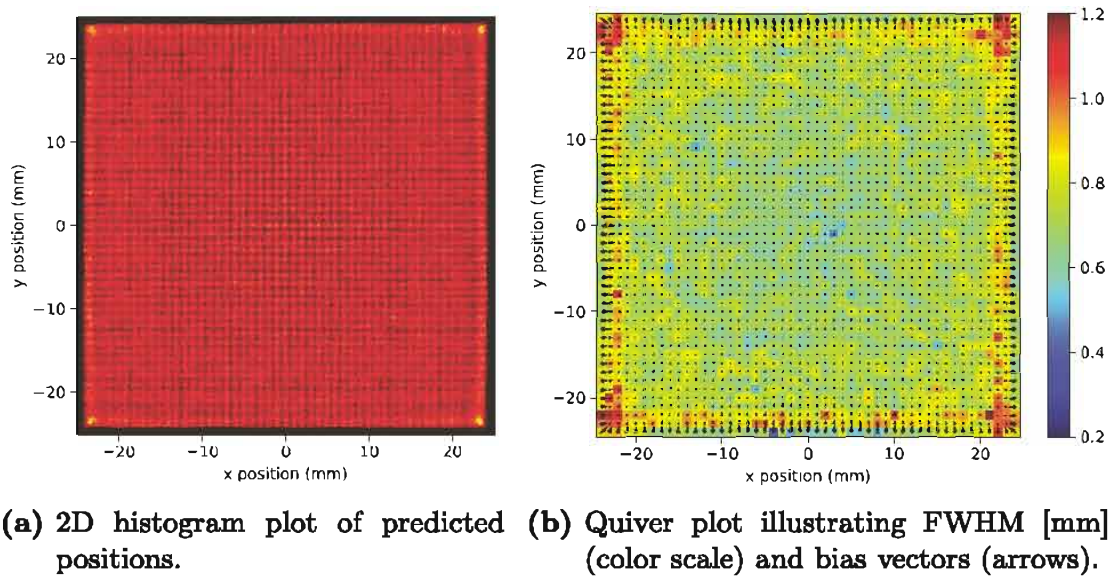 20
10
0
−10
−20
y position (mm)
−20 −10 0 10 20
x position (mm)
20
10
0
−10
−20
y position (mm)
−20 −10 0 10 20
x position (mm)
1.2
1.0
0.8
0.6
0.4
0.2
(a) 2D histogram plot of predicted
positions.
(b) Quiver plot illustrating FWHM [mm]
(color scale) and bias vectors (arrows).